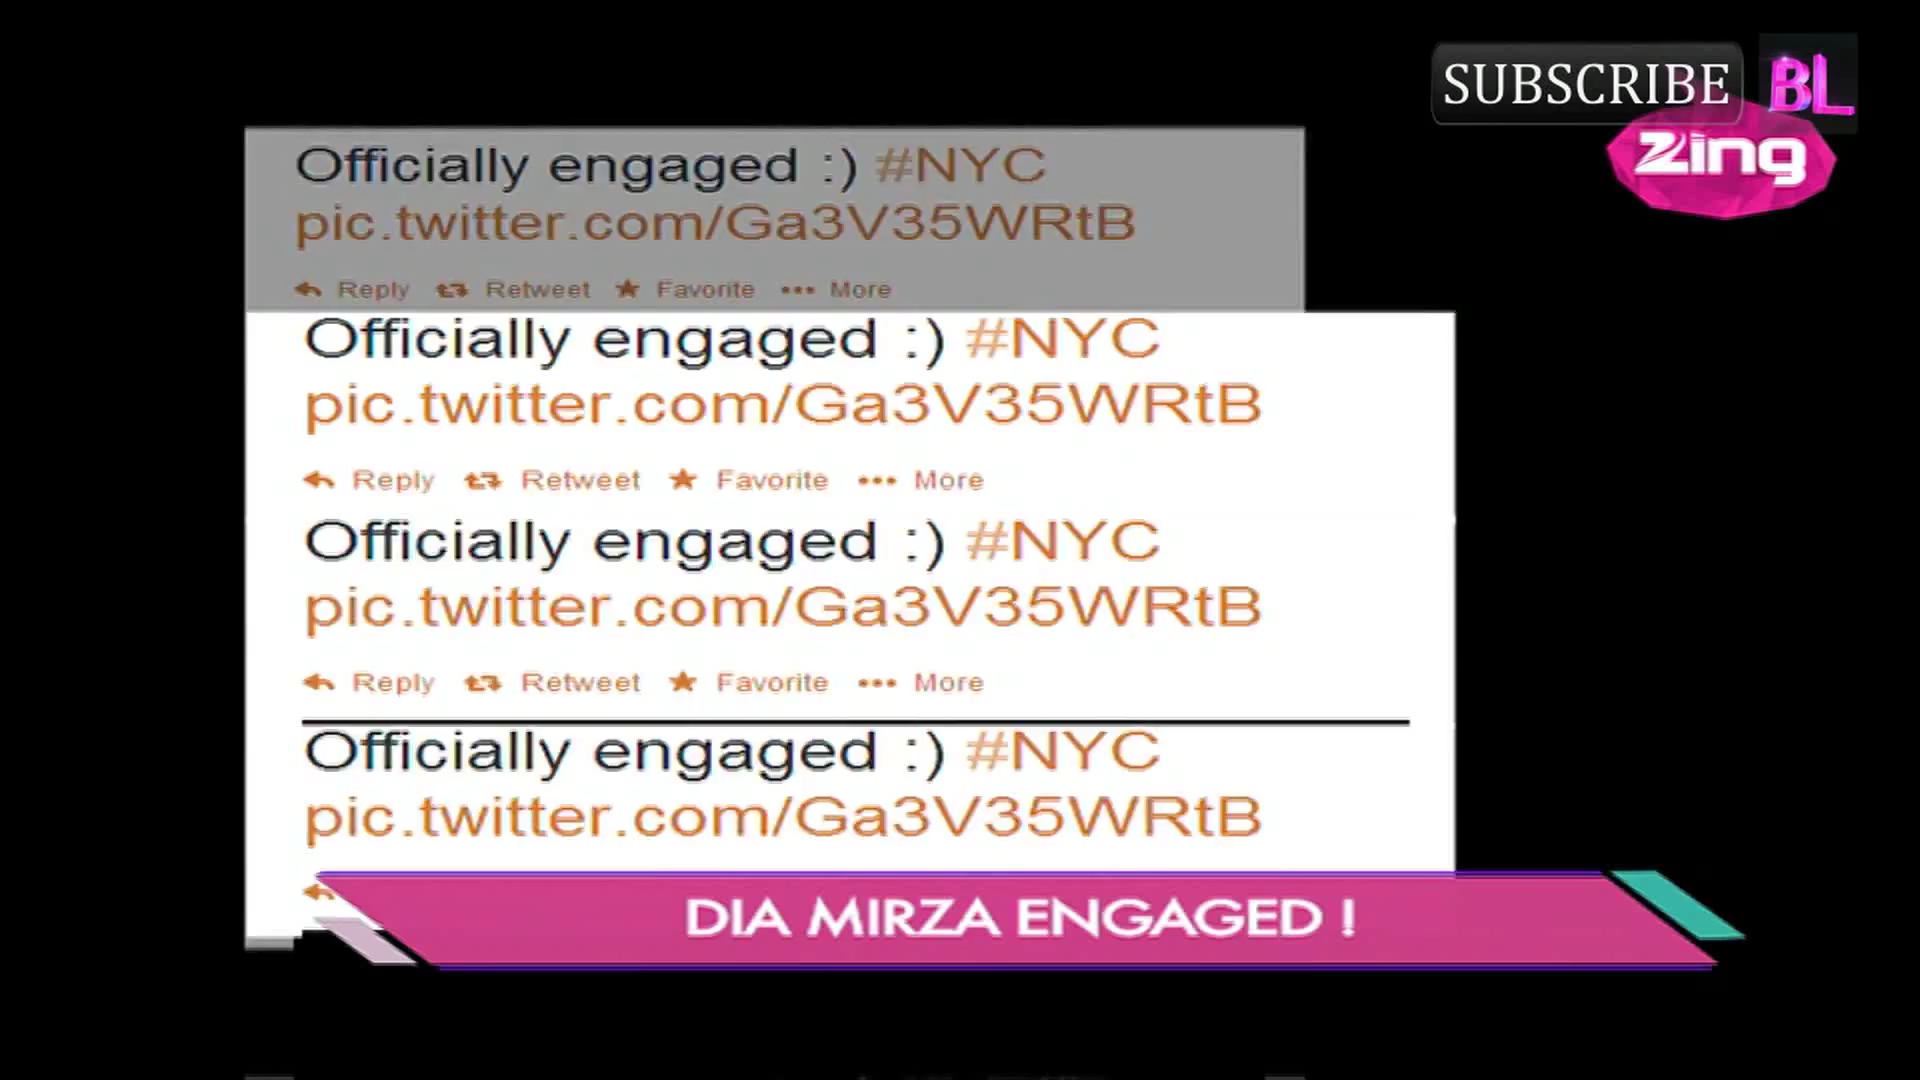 SUBSCRIBE BL
Zing
Officially engaged :) #NYC
pic.twitter.com/Ga3V35WRtB
Reply Retweet Favorite ••• More
Officially engaged :) #NYC
pic.twitter.com/Ga3V35WRtB
Reply Retweet Favorite ••• More
Officially engaged :) #NYC
pic.twitter.com/Ga3V35WRtB
Reply Retweet Favorite ••• More
Officially engaged :) #NYC
pic.twitter.com/Ga3V35WRtB
DIA MIRZA ENGAGED !